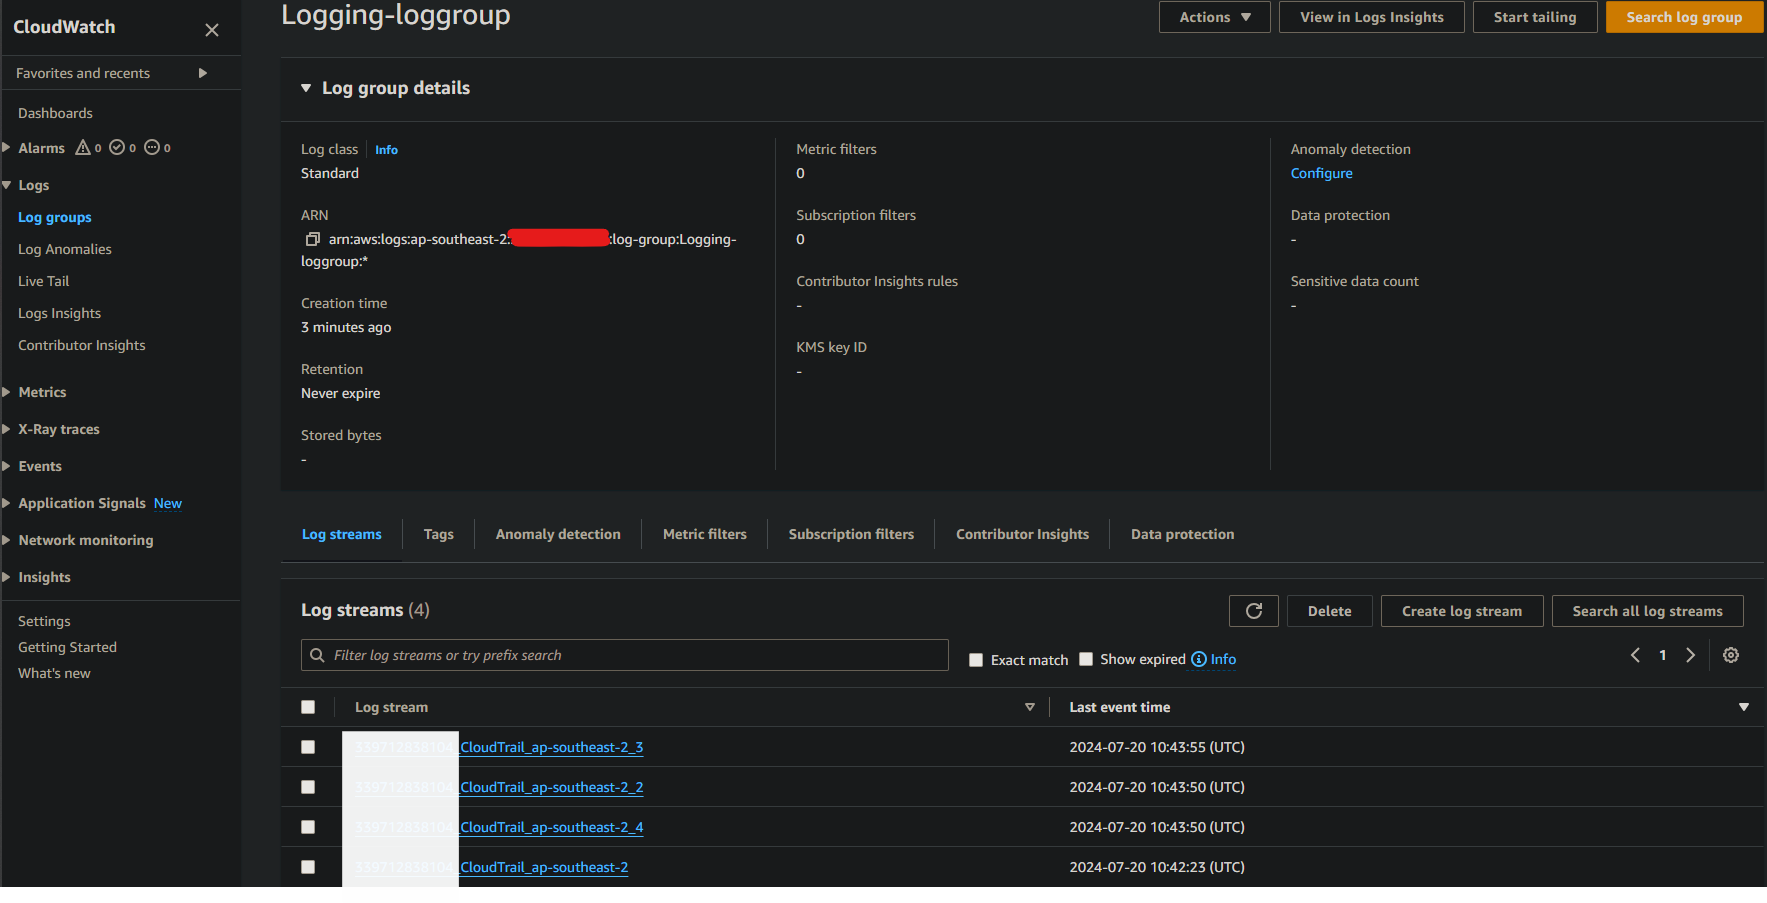 CloudWatch
Favorites and recents
Dashboards
Alarms 0 0 0
Logs
Log groups
Log Anomalies
Live Tail
Logs Insights
Contributor Insights
Metrics
X-Ray traces
Events
Application Signals New
Network monitoring
Insights
Settings
Getting Started
What's new
Logging-loggroup
Actions
View in Logs Insights
Start tailing
Search log group
Log group details
Log class Info
Standard
ARN
arn:aws:logs:ap-southeast-2: :log-group:Logging-
loggroup:*
Creation time
3 minutes ago
Retention
Never expire
Stored bytes
-
Metric filters
0
Subscription filters
0
Contributor Insights rules
-
KMS key ID
-
Anomaly detection
Configure
Data protection
-
Sensitive data count
-
Log streams
Tags
Anomaly detection
Metric filters
Subscription filters
Contributor Insights
Data protection
Log streams (4)
Delete
Create log stream
Search all log streams
Filter log streams or try prefix search
Exact match
Show expired Info
1
Log stream Last event time
_CloudTrail_ap-southeast-2_3 2024-07-20 10:43:55 (UTC)
_CloudTrail_ap-southeast-2_2 2024-07-20 10:43:50 (UTC)
_CloudTrail_ap-southeast-2_4 2024-07-20 10:43:50 (UTC)
_CloudTrail_ap-southeast-2 2024-07-20 10:42:23 (UTC)